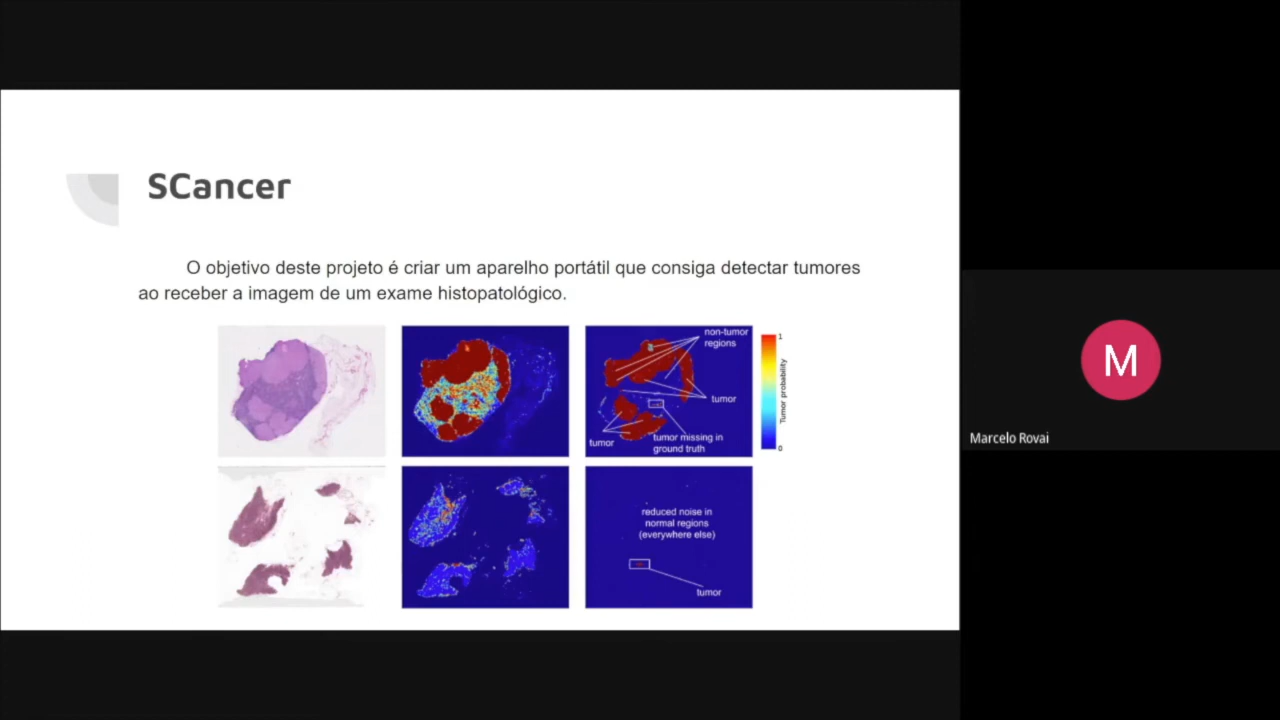 SCancer
O objetivo deste projeto é criar um aparelho portátil que consiga detectar tumores
ao receber a imagem de um exame histopatológico.
non-tumor
regions
tumor
tumor
tumor missing in
ground truth
1
Tumor probability
0
reduced noise in
normal regions
(everywhere else)
tumor
M
Marcelo Rovai